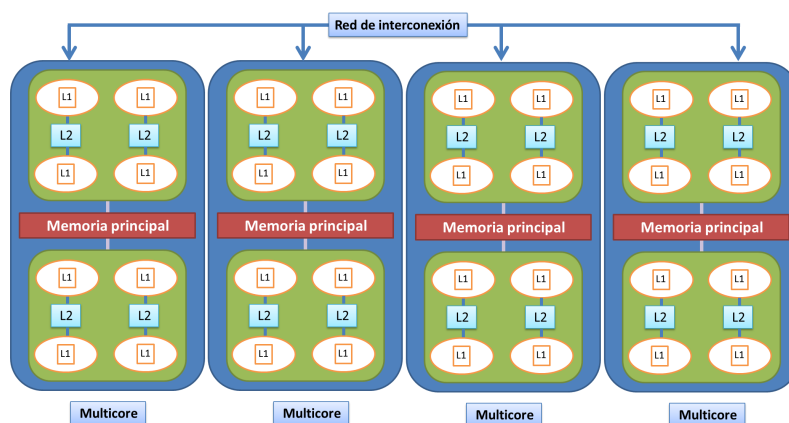 Red de interconexión
L1 L1 L1 L1 L1 L1 L1 L1
L2 L2 L2 L2 L2 L2 L2 L2
L1 L1 L1 L1 L1 L1 L1 L1
Memoria principal Memoria principal Memoria principal Memoria principal
L1 L1 L1 L1 L1 L1 L1 L1
L2 L2 L2 L2 L2 L2 L2 L2
L1 L1 L1 L1 L1 L1 L1 L1
Multicore Multicore Multicore Multicore